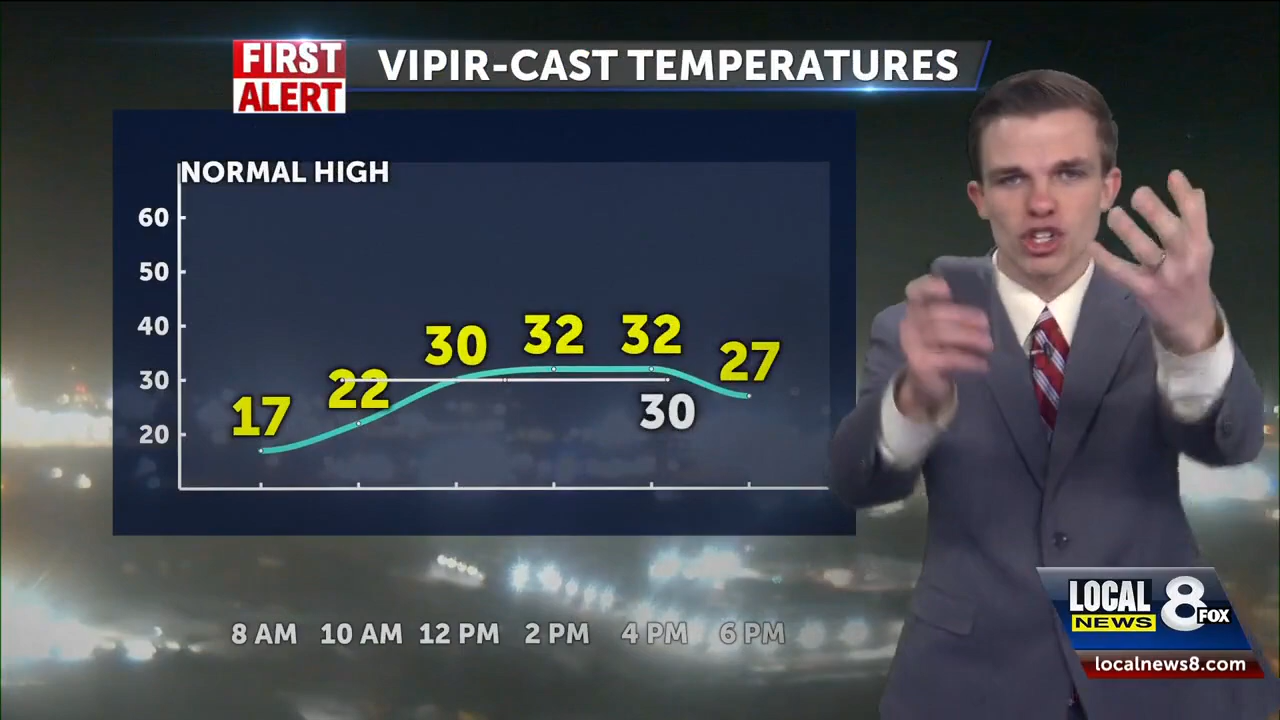 FIRST
ALERT
VIPIR-CAST TEMPERATURES
NORMAL HIGH
60
50
40
30
20
17
22
30
32
32
27
30
8 AM 10 AM 12 PM 2 PM 4 PM 6 PM
LOCAL
NEWS
8
FOX
localnews8.com